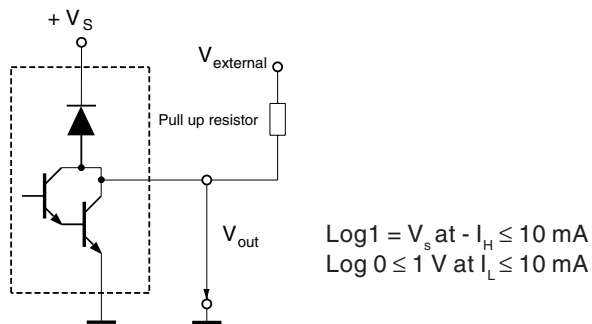 + V_S
V_external
Pull up resistor
V_out
Log1 = V_s at - I_H ≤ 10 mA
Log 0 ≤ 1 V at I_L ≤ 10 mA